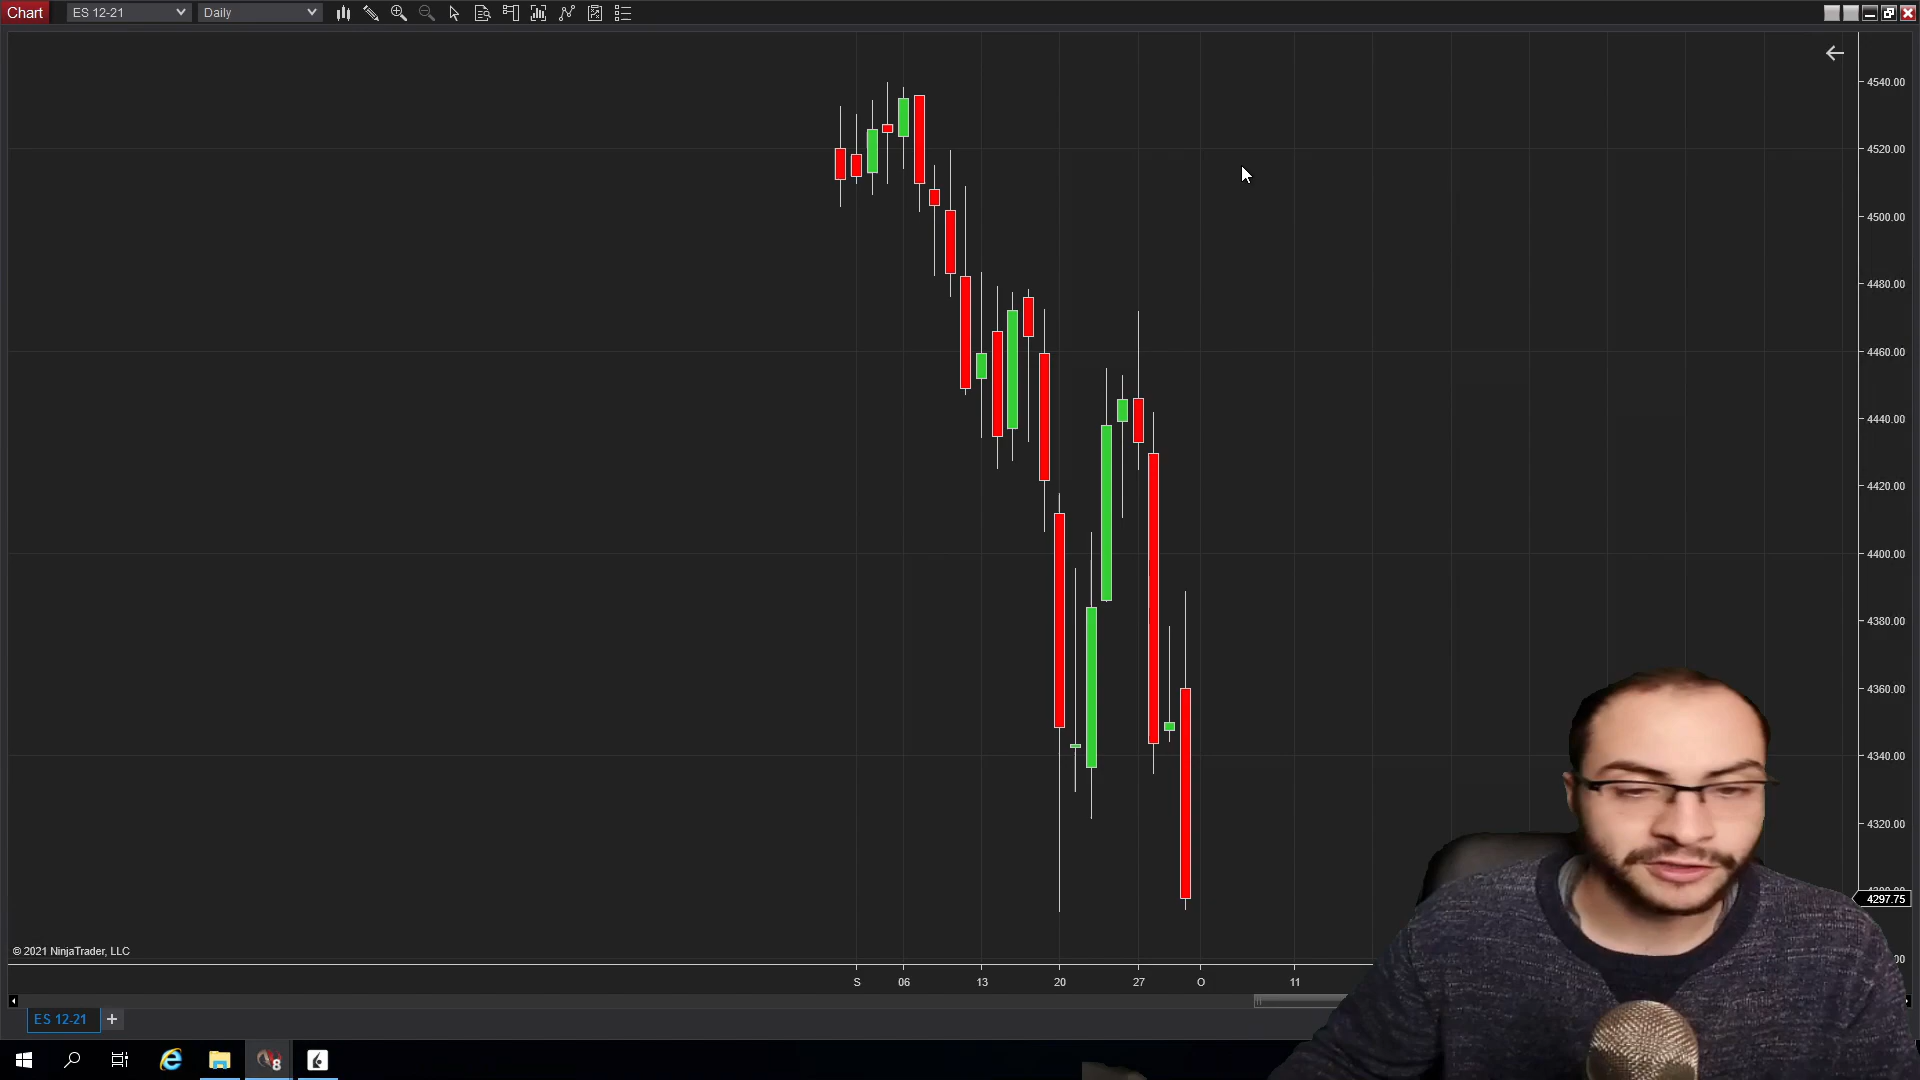 Chart
ES 12-21
Daily
4540.00
4520.00
4500.00
4480.00
4460.00
4440.00
4420.00
4400.00
4380.00
4360.00
4340.00
4320.00
4297.75
© 2021 NinjaTrader, LLC
S 06 13 20 27 O 11
ES 12-21 +
8